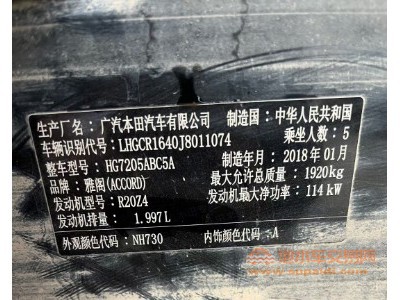 生产厂名：广汽本田汽车有限公司 制造国：中华人民共和国
车辆识别代号：LHGCR1640J8011074 乘坐人数：5
整车型号：HG7205ABC5A 制造年月：2018年01月
品牌：雅阁(ACCORD) 最大允许总质量：1920kg
发动机型号：R20Z4 发动机最大净功率：114kW
发动机排量：1.997L
外观颜色代码：NH730 内饰颜色代码：A